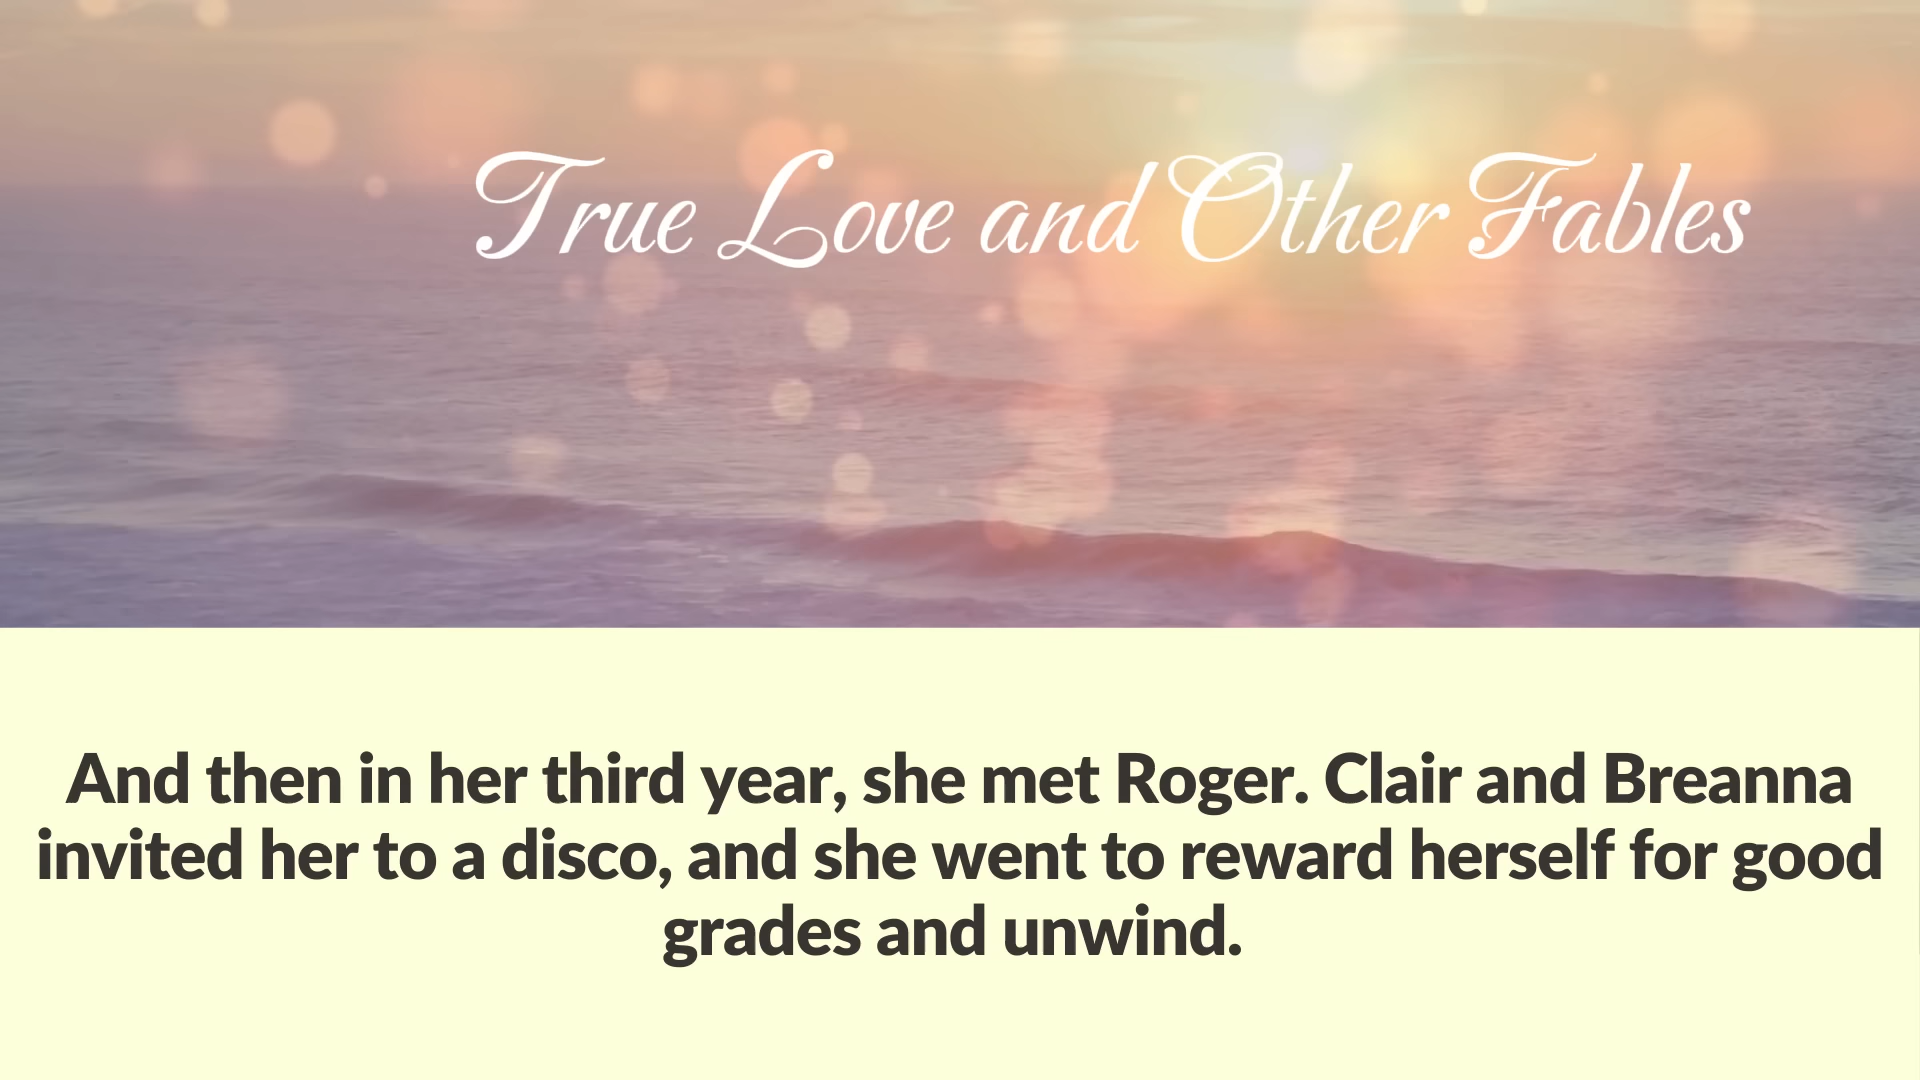 True Love and Other Fables
And then in her third year, she met Roger. Clair and Breanna
invited her to a disco, and she went to reward herself for good
grades and unwind.